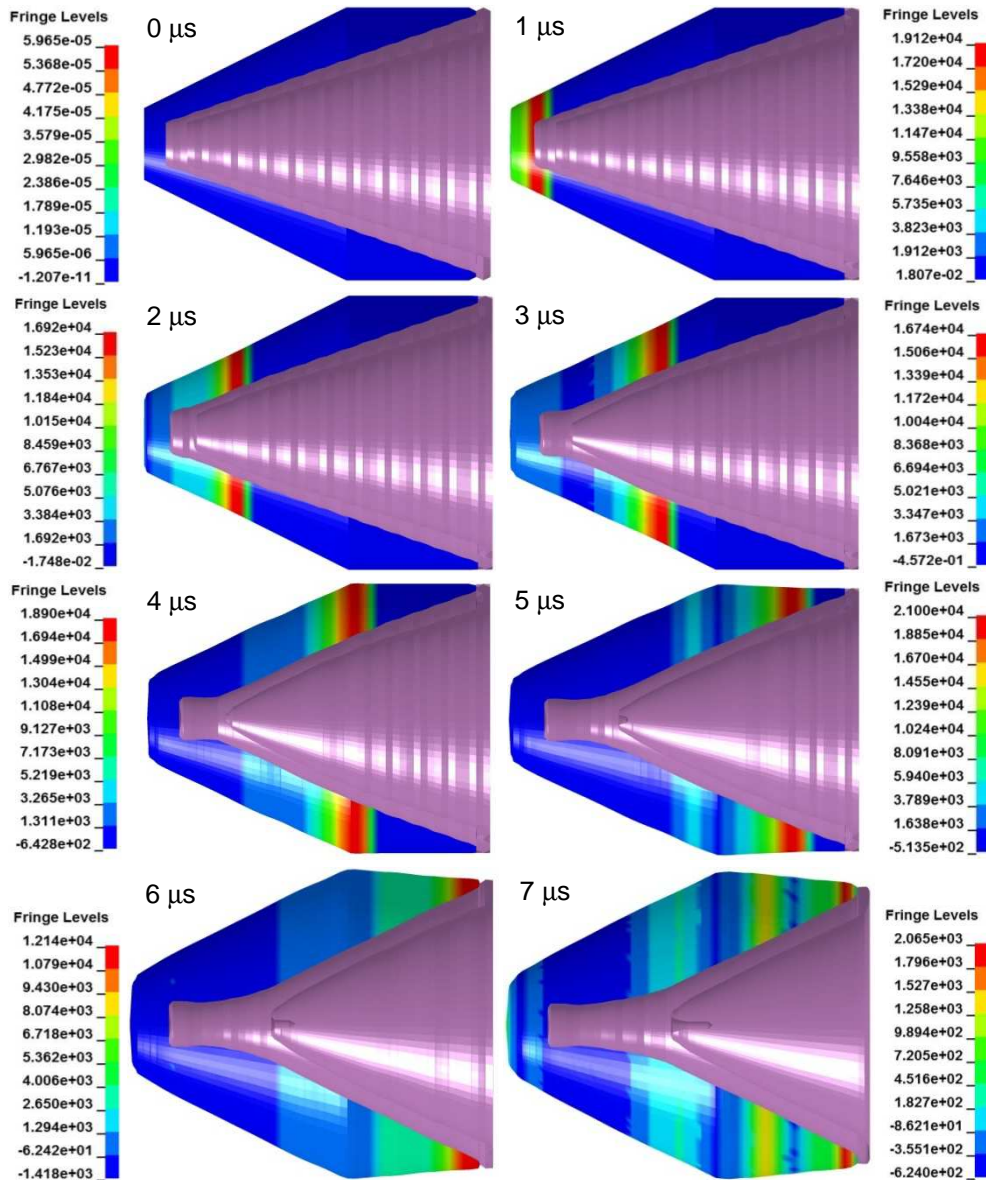 Fringe Levels
5.965e-05
5.368e-05
4.772e-05
4.175e-05
3.579e-05
2.982e-05
2.386e-05
1.789e-05
1.193e-05
5.965e-06
-1.207e-11
0 μs
1 μs
Fringe Levels
1.912e+04
1.720e+04
1.529e+04
1.338e+04
1.147e+04
9.558e+03
7.646e+03
5.735e+03
3.823e+03
1.912e+03
1.807e-02
Fringe Levels
1.692e+04
1.523e+04
1.353e+04
1.184e+04
1.015e+04
8.459e+03
6.767e+03
5.076e+03
3.384e+03
1.692e+03
-1.748e-02
2 μs
3 μs
Fringe Levels
1.674e+04
1.506e+04
1.339e+04
1.172e+04
1.004e+04
8.368e+03
6.694e+03
5.021e+03
3.347e+03
1.673e+03
-4.572e-01
Fringe Levels
1.890e+04
1.694e+04
1.499e+04
1.304e+04
1.108e+04
9.127e+03
7.173e+03
5.219e+03
3.265e+03
1.311e+03
-6.428e+02
4 μs
5 μs
Fringe Levels
2.100e+04
1.885e+04
1.670e+04
1.455e+04
1.239e+04
1.024e+04
8.091e+03
5.940e+03
3.789e+03
1.638e+03
-5.135e+02
Fringe Levels
1.214e+04
1.079e+04
9.430e+03
8.074e+03
6.718e+03
5.362e+03
4.006e+03
2.650e+03
1.294e+03
-6.242e+01
-1.418e+03
6 μs
7 μs
Fringe Levels
2.065e+03
1.796e+03
1.527e+03
1.258e+03
9.894e+02
7.205e+02
4.516e+02
1.827e+02
-8.621e+01
-3.551e+02
-6.240e+02